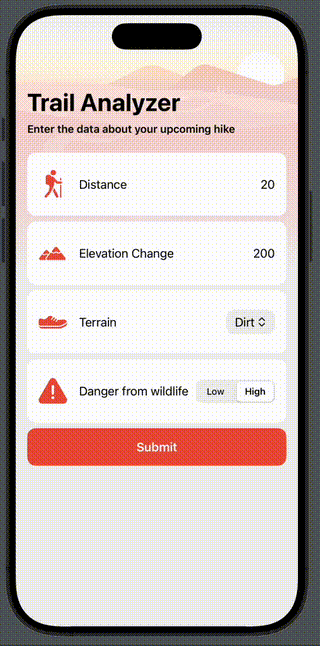 Trail Analyzer
Enter the data about your upcoming hike
Distance 20
Elevation Change 200
Terrain Dirt
Danger from wildlife Low High
Submit